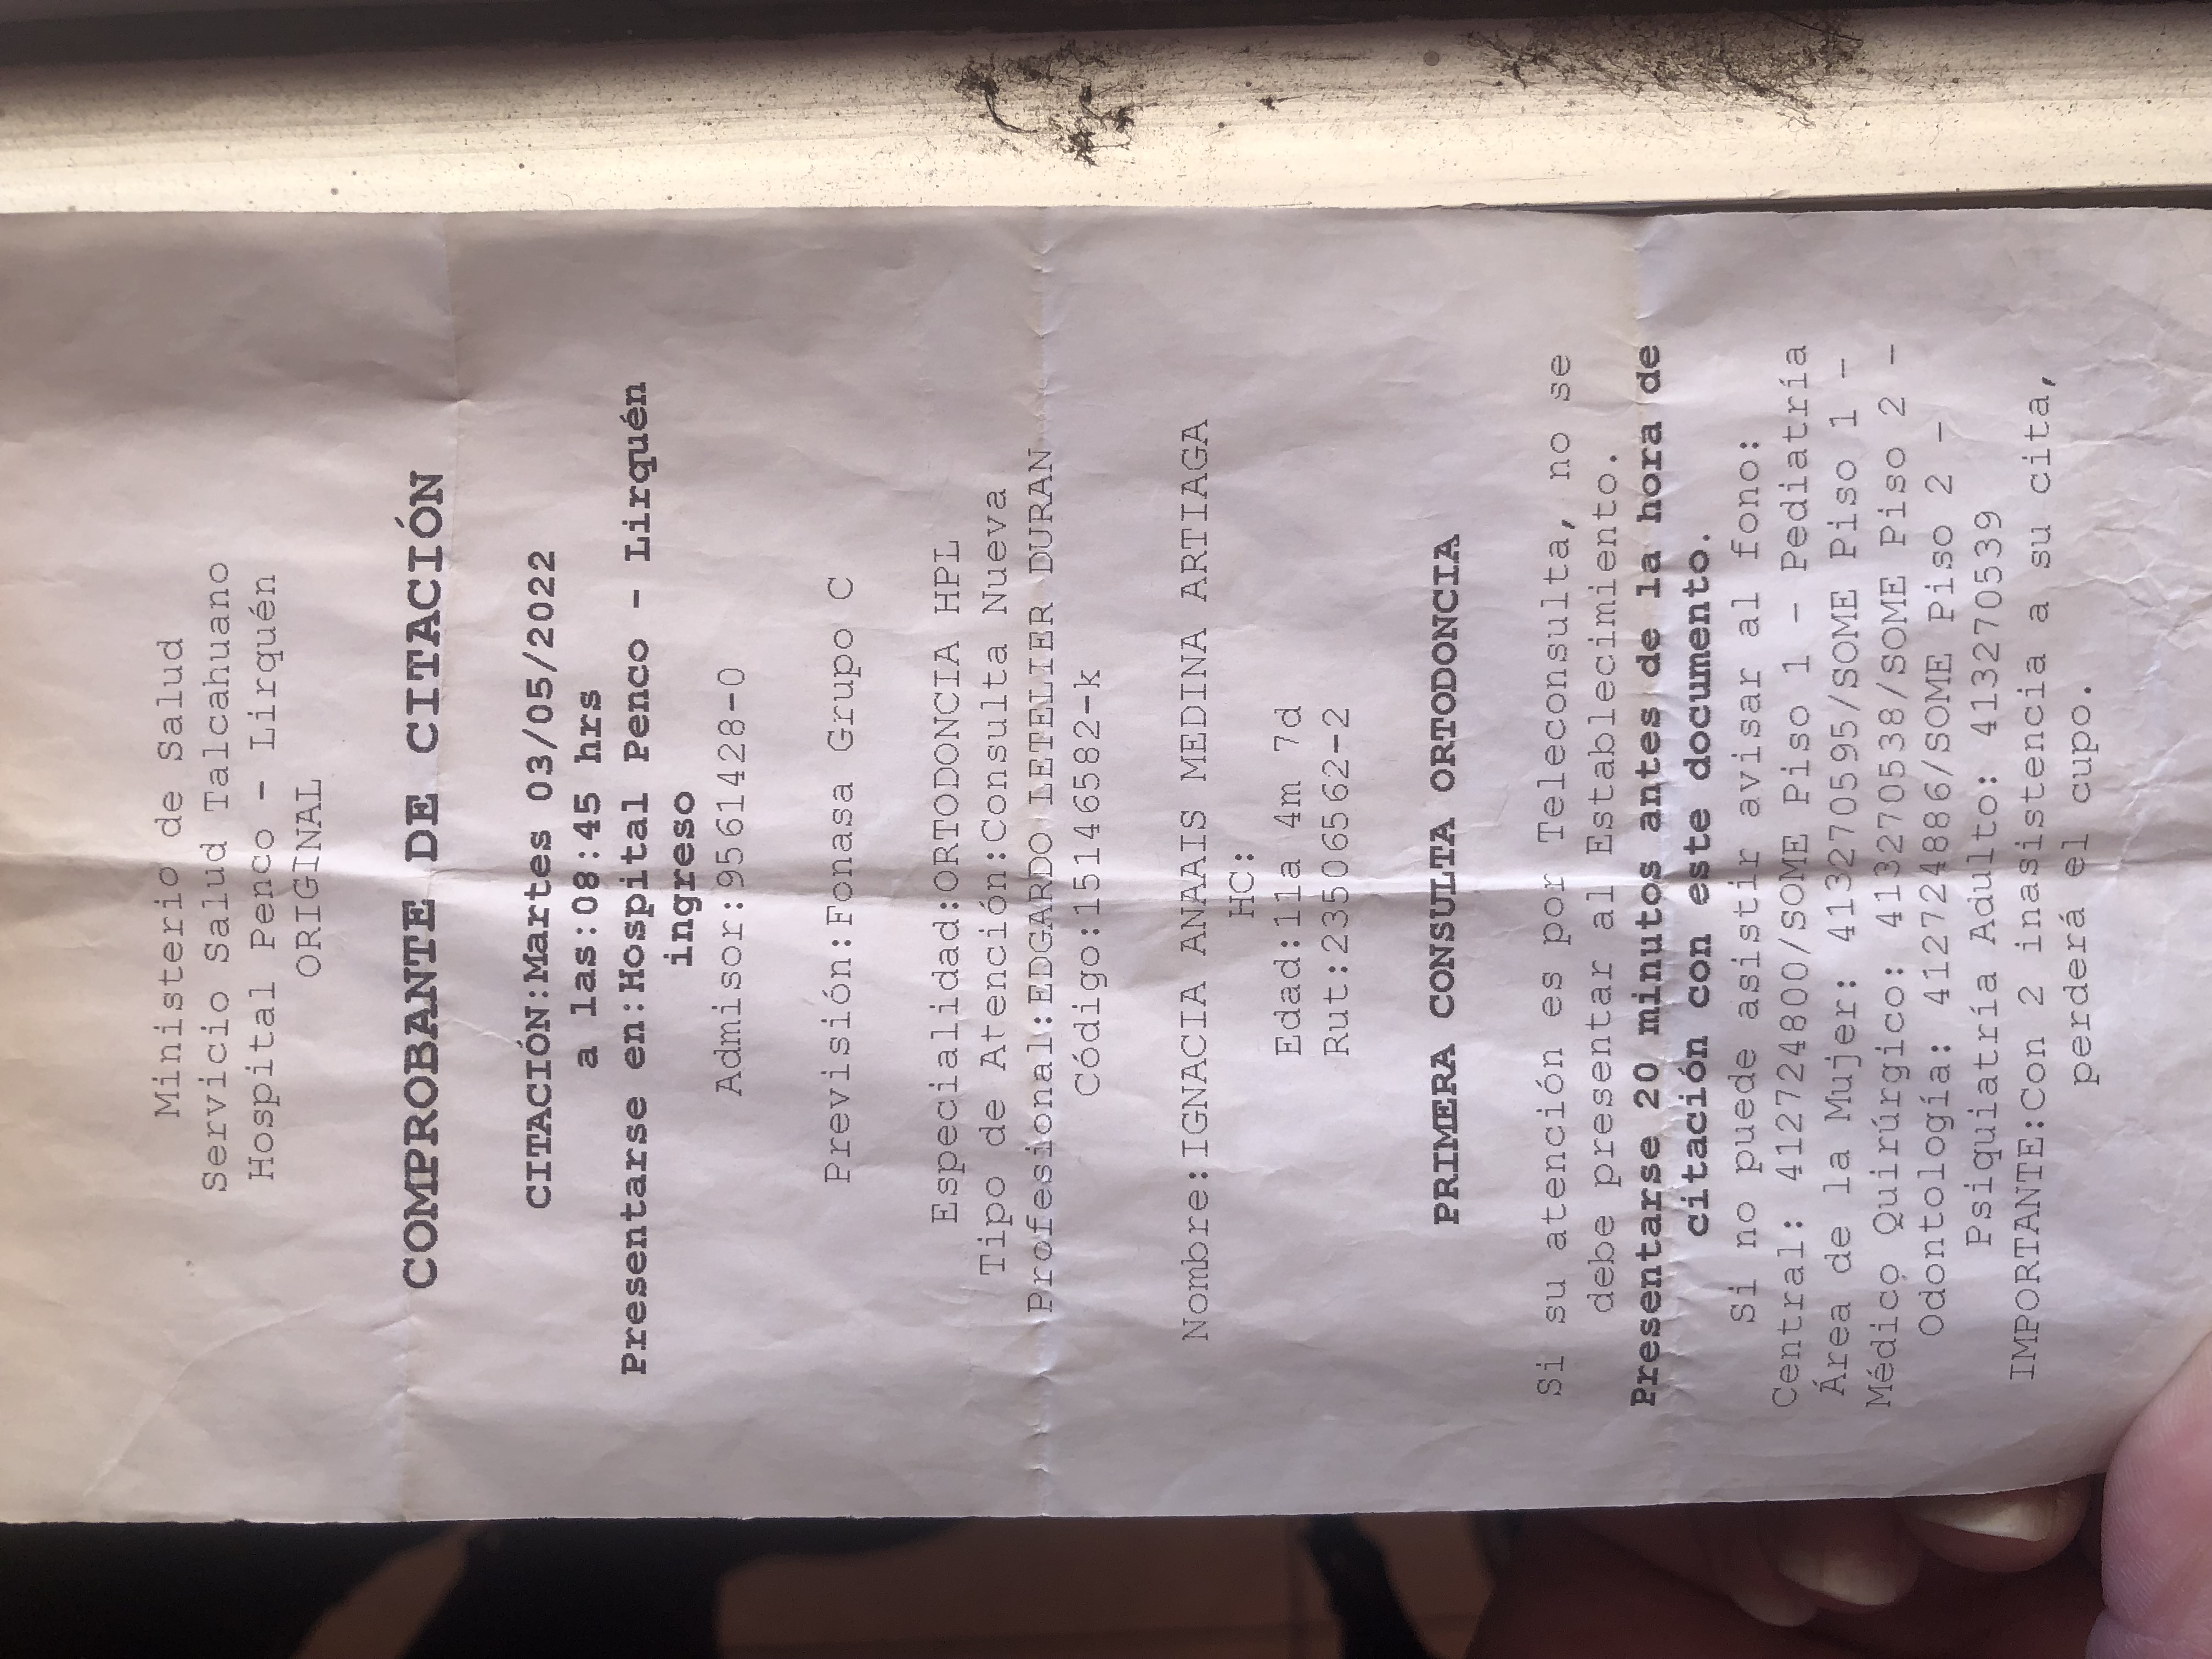 Ministerio de Salud
Servicio Salud Talcahuano
Hospital Penco - Lirquén
ORIGINAL
COMPROBANTE DE CITACIÓN
CITACIÓN:Martes 03/05/2022
a las:08:45 hrs
Presentarse en:Hospital Penco - Lirquén
ingreso
Admisor:9561428-0
Previsión:Fonasa Grupo C
Especialidad:ORTODONCIA HPL
Tipo de Atención:Consulta Nueva
Profesional:EDGARDO LETELIER DURAN
Código:15146582-k
Nombre:IGNACIA ANAAIS MEDINA ARTIAGA
HC:
Edad:11a 4m 7d
Rut:23506562-2
PRIMERA CONSULTA ORTODONCIA
Si su atención es por Teleconsulta, no se
debe presentar al Establecimiento.
Presentarse 20 minutos antes de la hora de
citación con este documento.
Si no puede asistir avisar al fono:
Central: 412724800/SOME Piso 1 - Pediatría
Área de la Mujer: 413270595/SOME Piso 1 -
Médico Quirúrgico: 413270538/SOME Piso 2 -
Odontología: 412724886/SOME Piso 2 -
Psiquiatría Adulto: 413270539
IMPORTANTE:Con 2 inasistencia a su cita,
perderá el cupo.